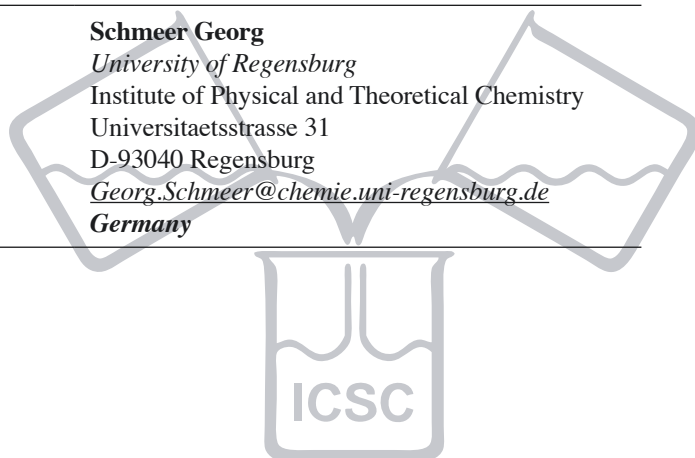 Schmeer Georg
University of Regensburg
Institute of Physical and Theoretical Chemistry
Universitaetsstrasse 31
D-93040 Regensburg
Georg.Schmeer@chemie.uni-regensburg.de
Germany
ICSC